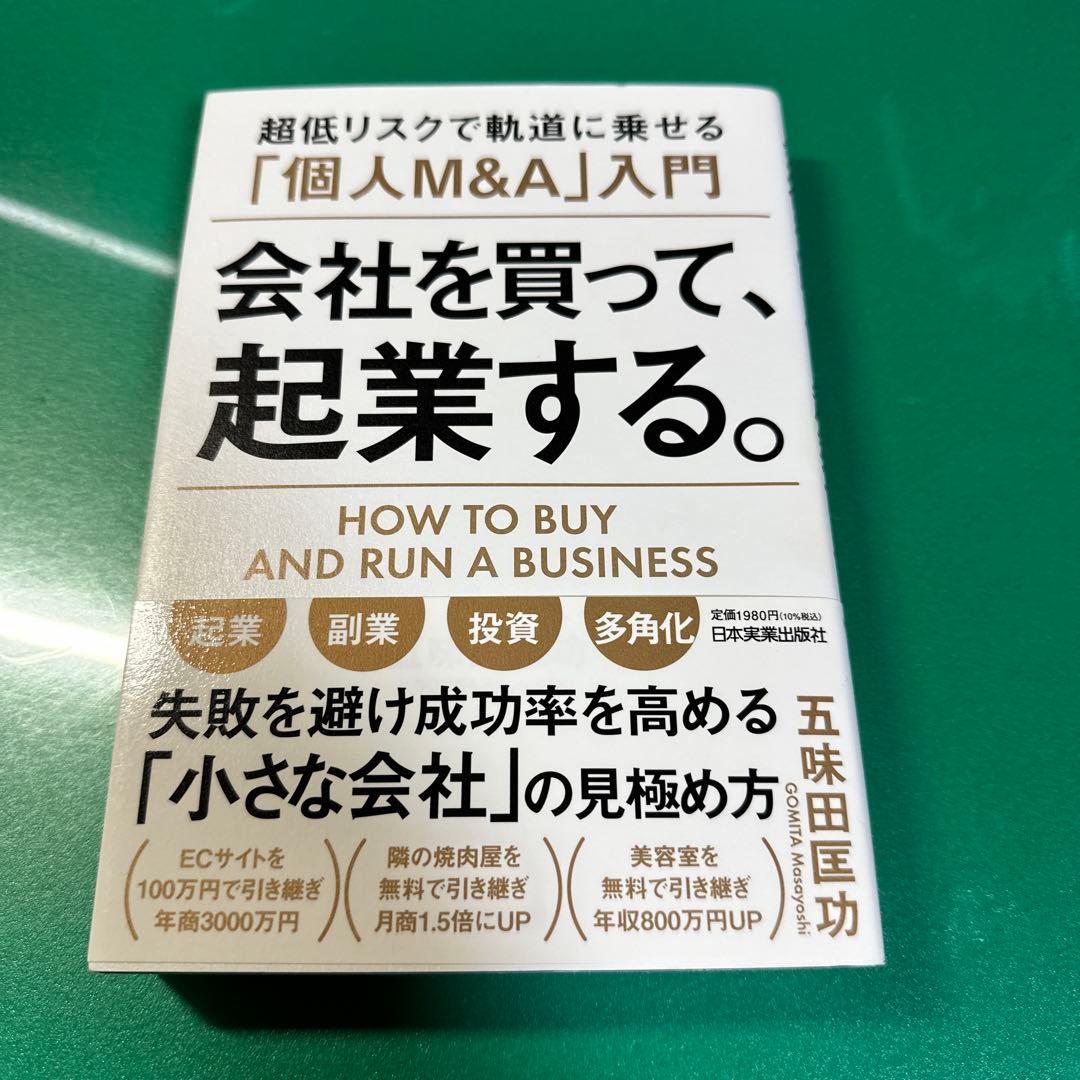 超低リスクで軌道に乗せる
「個人M&A」入門
会社を買って、
起業する。
HOW TO BUY
AND RUN A BUSINESS
起業
副業
投資
多角化
定価1980円(10%税込)
日本実業出版社
失敗を避け成功率を高める
「小さな会社」の見極め方
五味田匡功
GOMITA Masayoshi
ECサイトを
100万円で引き継ぎ
年商3000万円
隣の焼肉屋を
無料で引き継ぎ
月商1.5倍にUP
美容室を
無料で引き継ぎ
年収800万円UP